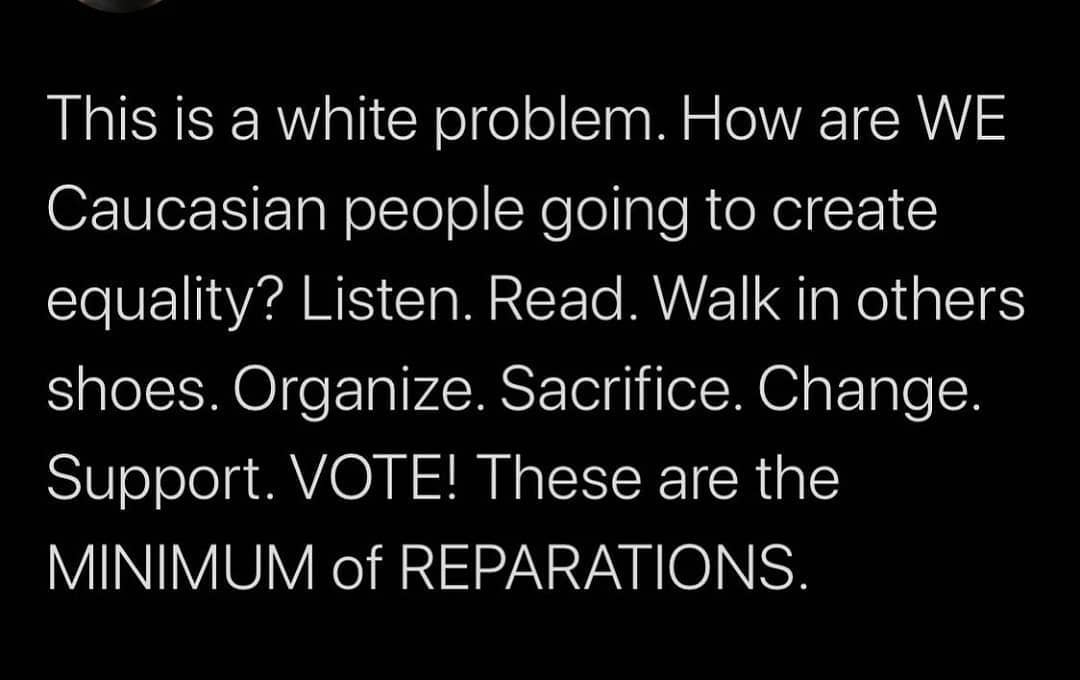 This is a white problem. How are WE
Caucasian people going to create
equality? Listen. Read. Walk in others
shoes. Organize. Sacrifice. Change.
Support. VOTE! These are the
MINIMUM of REPARATIONS.